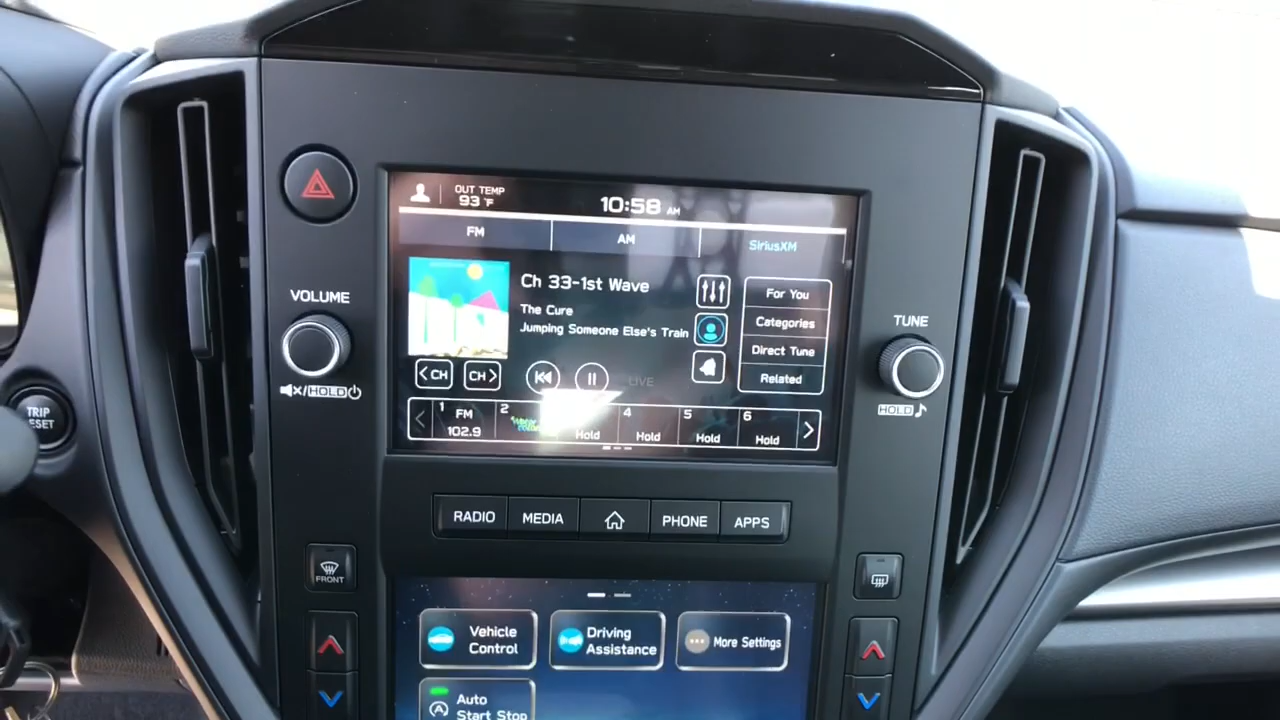 OUT TEMP
93 °F
10:58 AM
FM
AM
SiriusXM
Ch 33-1st Wave
The Cure
Jumping Someone Else's Train
For You
Categories
Direct Tune
Related
CH
CH
LIVE
1
FM
102.9
2
Hold
4
Hold
5
Hold
6
Hold
VOLUME
HOLD
TUNE
HOLD
TRIP
RESET
RADIO
MEDIA
PHONE
APPS
FRONT
Vehicle
Control
Driving
Assistance
More Settings
Auto
Start Stop